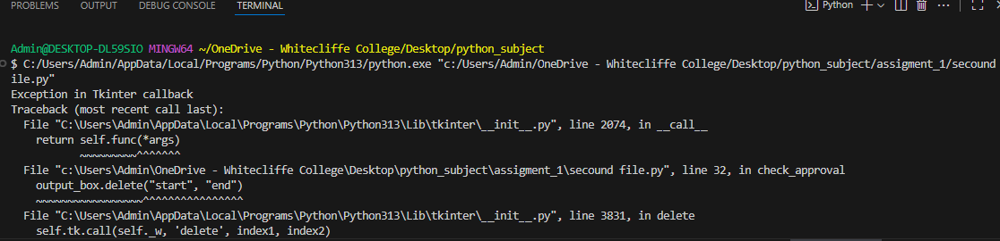 PROBLEMS OUTPUT DEBUG CONSOLE TERMINAL Python
Admin@DESKTOP-DL59SIO MINGW64 ~/OneDrive - Whitecliffe College/Desktop/python_subject
$ C:/Users/Admin/AppData/Local/Programs/Python/Python313/python.exe "c:/Users/Admin/OneDrive - Whitecliffe College/Desktop/python_subject/assigment_1/secound
ile.py"
Exception in Tkinter callback
Traceback (most recent call last):
  File "C:\Users\Admin\AppData\Local\Programs\Python\Python313\Lib\tkinter\__init__.py", line 2074, in __call__
    return self.func(*args)
           ~~~~~~~~~^^^^^^^
  File "c:\Users\Admin\OneDrive - Whitecliffe College\Desktop\python_subject\assigment_1\secound file.py", line 32, in check_approval
    output_box.delete("start", "end")
    ~~~~~~~~~~~~~~~~~^^^^^^^^^^^^^^^^
  File "C:\Users\Admin\AppData\Local\Programs\Python\Python313\Lib\tkinter\__init__.py", line 3831, in delete
    self.tk.call(self._w, 'delete', index1, index2)